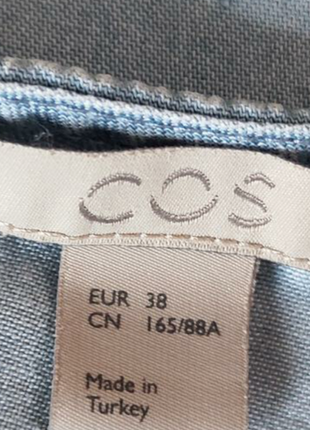 COS
EUR 38
CN 165/88A
Made in
Turkey